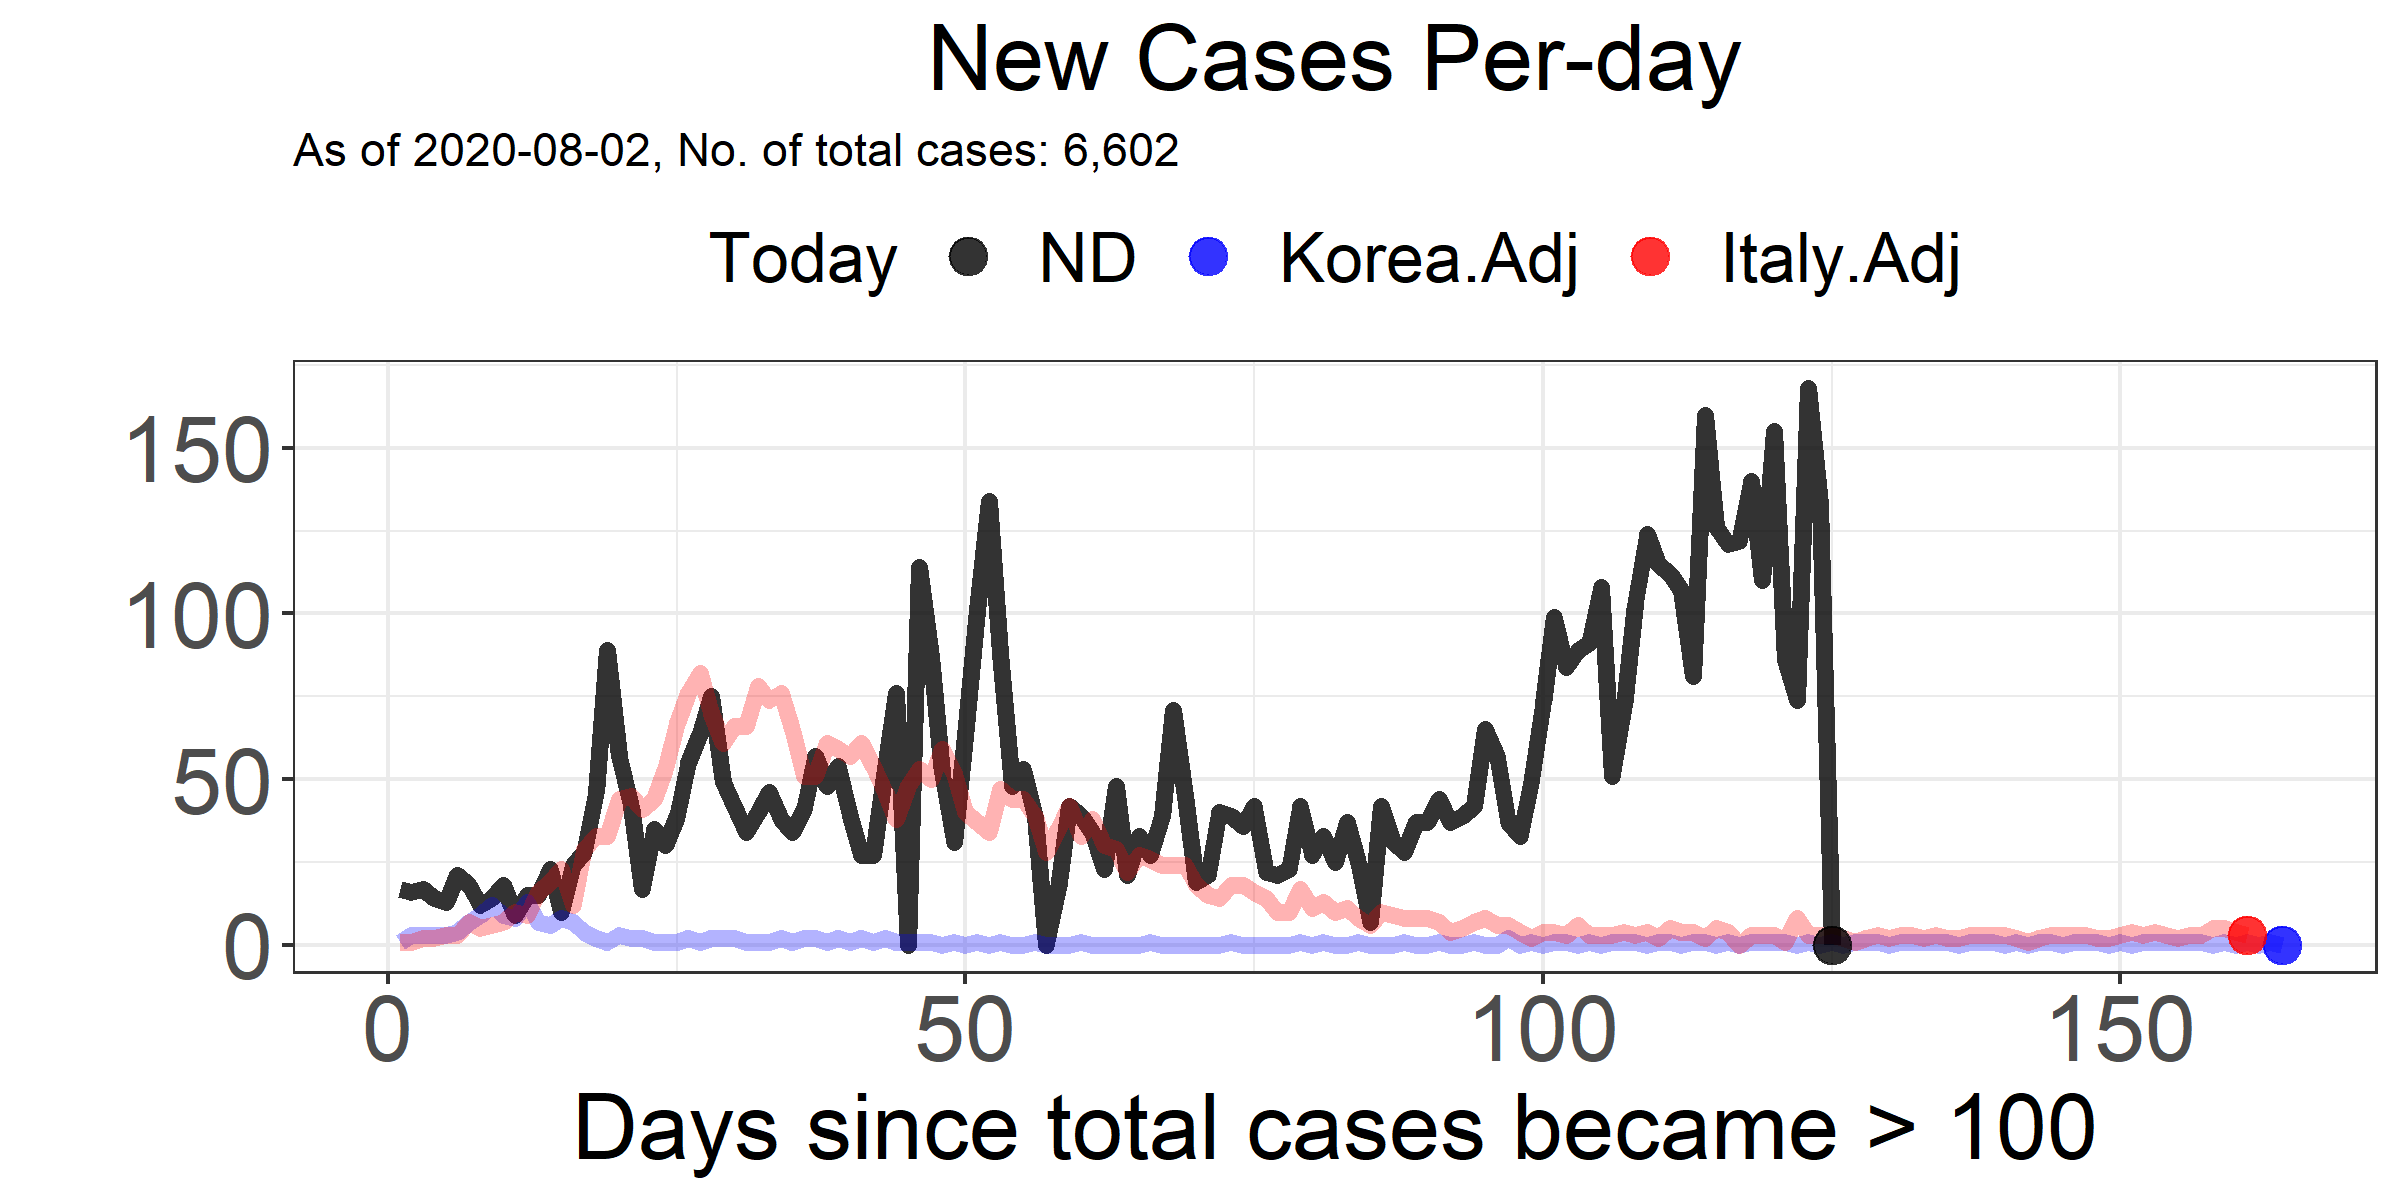 New Cases Per-day
As of 2020-08-02, No. of total cases: 6,602
Today ND Korea.Adj Italy.Adj
150
100
50
0
0 50 100 150
Days since total cases became > 100